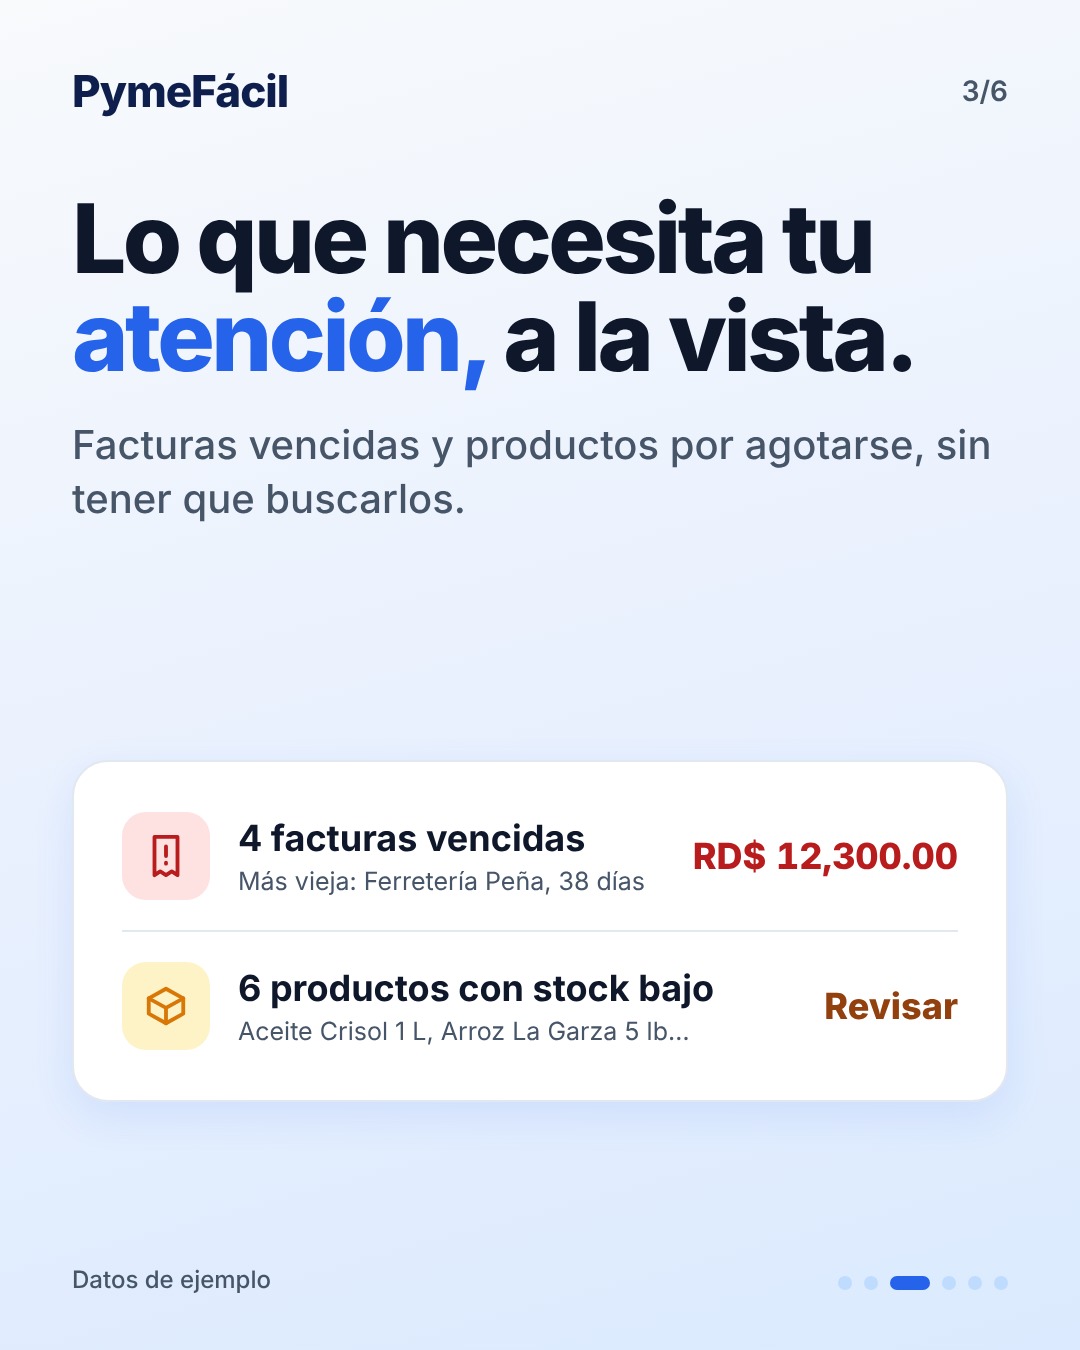 PymeFácil
3/6
Lo que necesita tu
atención, a la vista.
Facturas vencidas y productos por agotarse, sin
tener que buscarlos.
4 facturas vencidas
Más vieja: Ferretería Peña, 38 días
RD$ 12,300.00
6 productos con stock bajo
Aceite Crisol 1 L, Arroz La Garza 5 lb...
Revisar
Datos de ejemplo